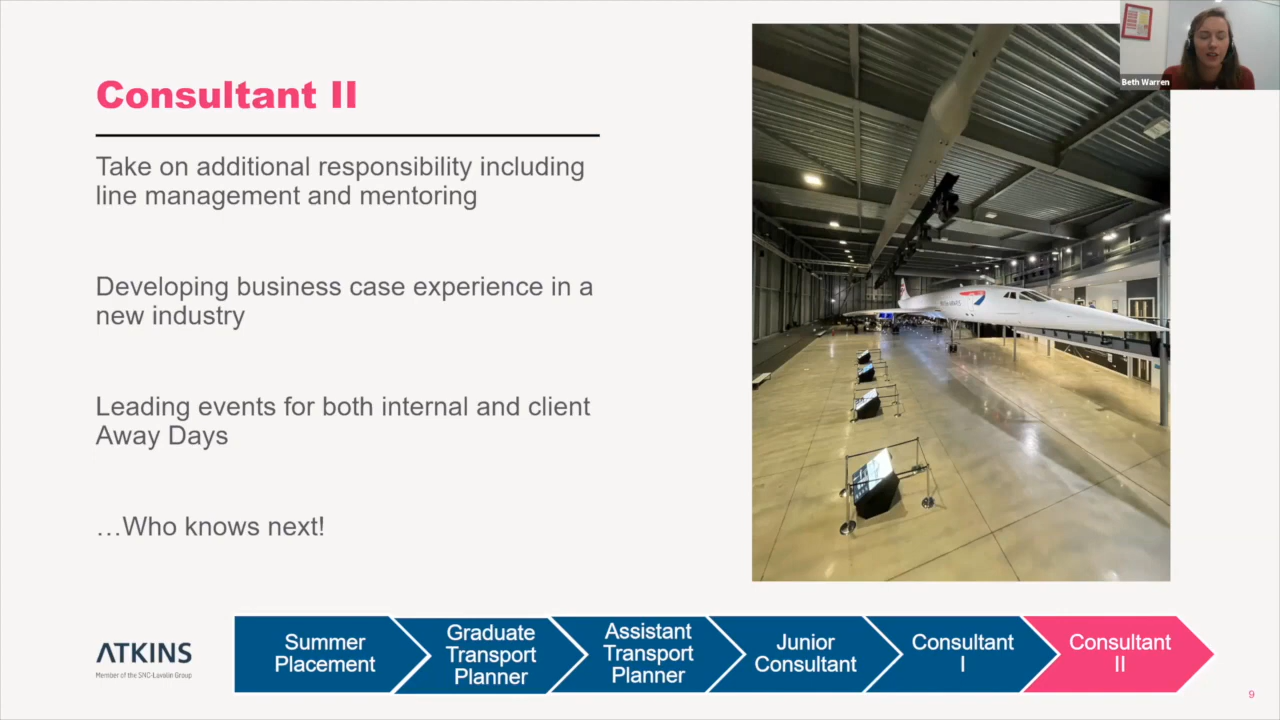 Beth Warren
Consultant II
Take on additional responsibility including
line management and mentoring
Developing business case experience in a
new industry
Leading events for both internal and client
Away Days
…Who knows next!
ATKINS
Member of the SNC-Lavalin Group
Summer
Placement
Graduate
Transport
Planner
Assistant
Transport
Planner
Junior
Consultant
Consultant
I
Consultant
II
9